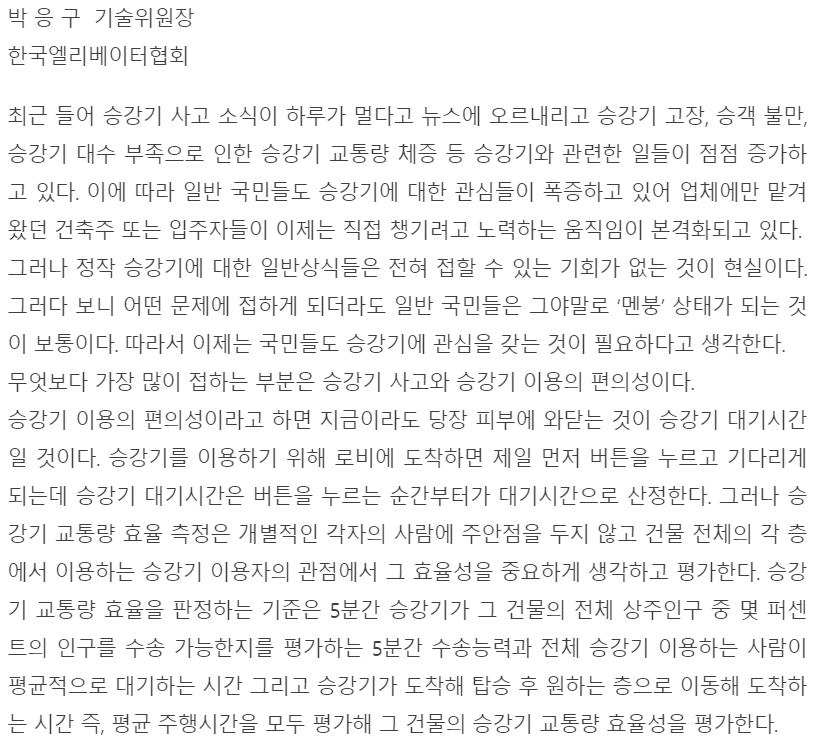 박 응 구  기술위원장
한국엘리베이터협회
최근 들어 승강기 사고 소식이 하루가 멀다고 뉴스에 오르내리고 승강기 고장, 승객 불만,
승강기 대수 부족으로 인한 승강기 교통량 체증 등 승강기와 관련한 일들이 점점 증가하
고 있다. 이에 따라 일반 국민들도 승강기에 대한 관심들이 폭증하고 있어 업체에만 맡겨
왔던 건축주 또는 입주자들이 이제는 직접 챙기려고 노력하는 움직임이 본격화되고 있다.
그러나 정작 승강기에 대한 일반상식들은 전혀 접할 수 있는 기회가 없는 것이 현실이다.
그러다 보니 어떤 문제에 접하게 되더라도 일반 국민들은 그야말로 ‘멘붕’ 상태가 되는 것
이 보통이다. 따라서 이제는 국민들도 승강기에 관심을 갖는 것이 필요하다고 생각한다.
무엇보다 가장 많이 접하는 부분은 승강기 사고와 승강기 이용의 편의성이다.
승강기 이용의 편의성이라고 하면 지금이라도 당장 피부에 와닫는 것이 승강기 대기시간
일 것이다. 승강기를 이용하기 위해 로비에 도착하면 제일 먼저 버튼을 누르고 기다리게
되는데 승강기 대기시간은 버튼을 누르는 순간부터가 대기시간으로 산정한다. 그러나 승
강기 교통량 효율 측정은 개별적인 각자의 사람에 주안점을 두지 않고 건물 전체의 각 층
에서 이용하는 승강기 이용자의 관점에서 그 효율성을 중요하게 생각하고 평가한다. 승강
기 교통량 효율을 판정하는 기준은 5분간 승강기가 그 건물의 전체 상주인구 중 몇 퍼센
트의 인구를 수송 가능한지를 평가하는 5분간 수송능력과 전체 승강기 이용하는 사람이
평균적으로 대기하는 시간 그리고 승강기가 도착해 탑승 후 원하는 층으로 이동해 도착하
는 시간 즉, 평균 주행시간을 모두 평가해 그 건물의 승강기 교통량 효율성을 평가한다.